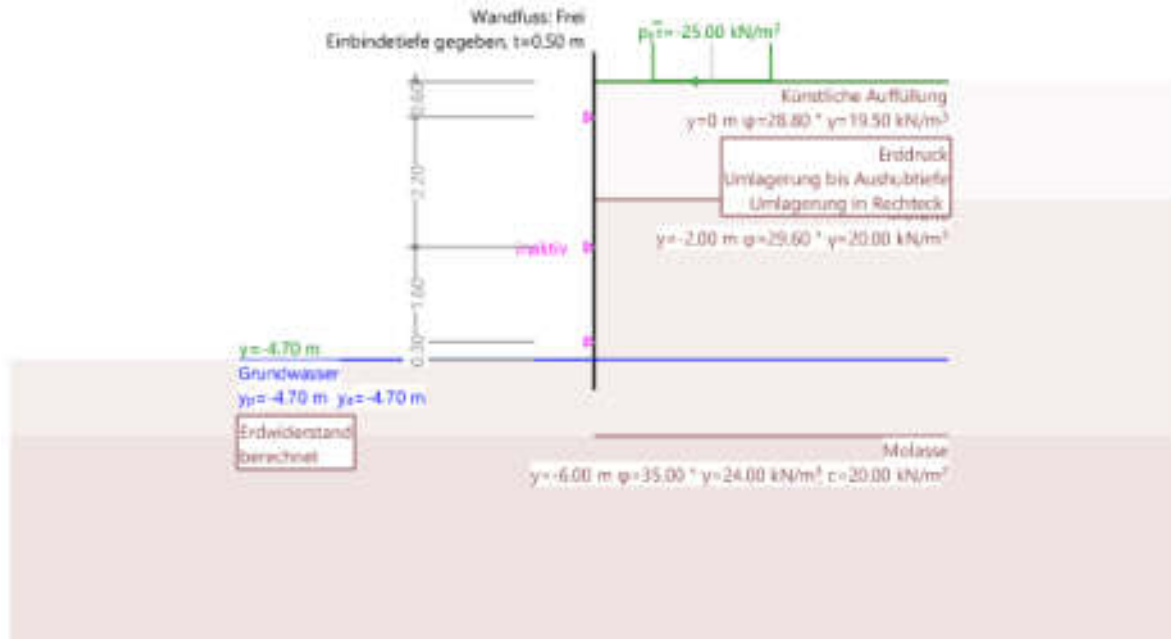 Wandfuss: Frei
Einbindetiefe gegeben, t=0.50 m
=-25.00 kN/m²
0.60
Künstliche Auffüllung
y=0 m φ=28.80 ° γ=19.50 kN/m³
Erddruck
Umlagerung bis Aushubtiefe
Umlagerung in Rechteck
2.20
y=-2.00 m φ=29.60 ° γ=20.00 kN/m³
inaktiv
1.60
0.30
y=-4.70 m
Grundwasser
yp=-4.70 m ya=-4.70 m
Erdwiderstand
berechnet
Molasse
y=-6.00 m φ=35.00 ° γ=24.00 kN/m³, c=20.00 kN/m²